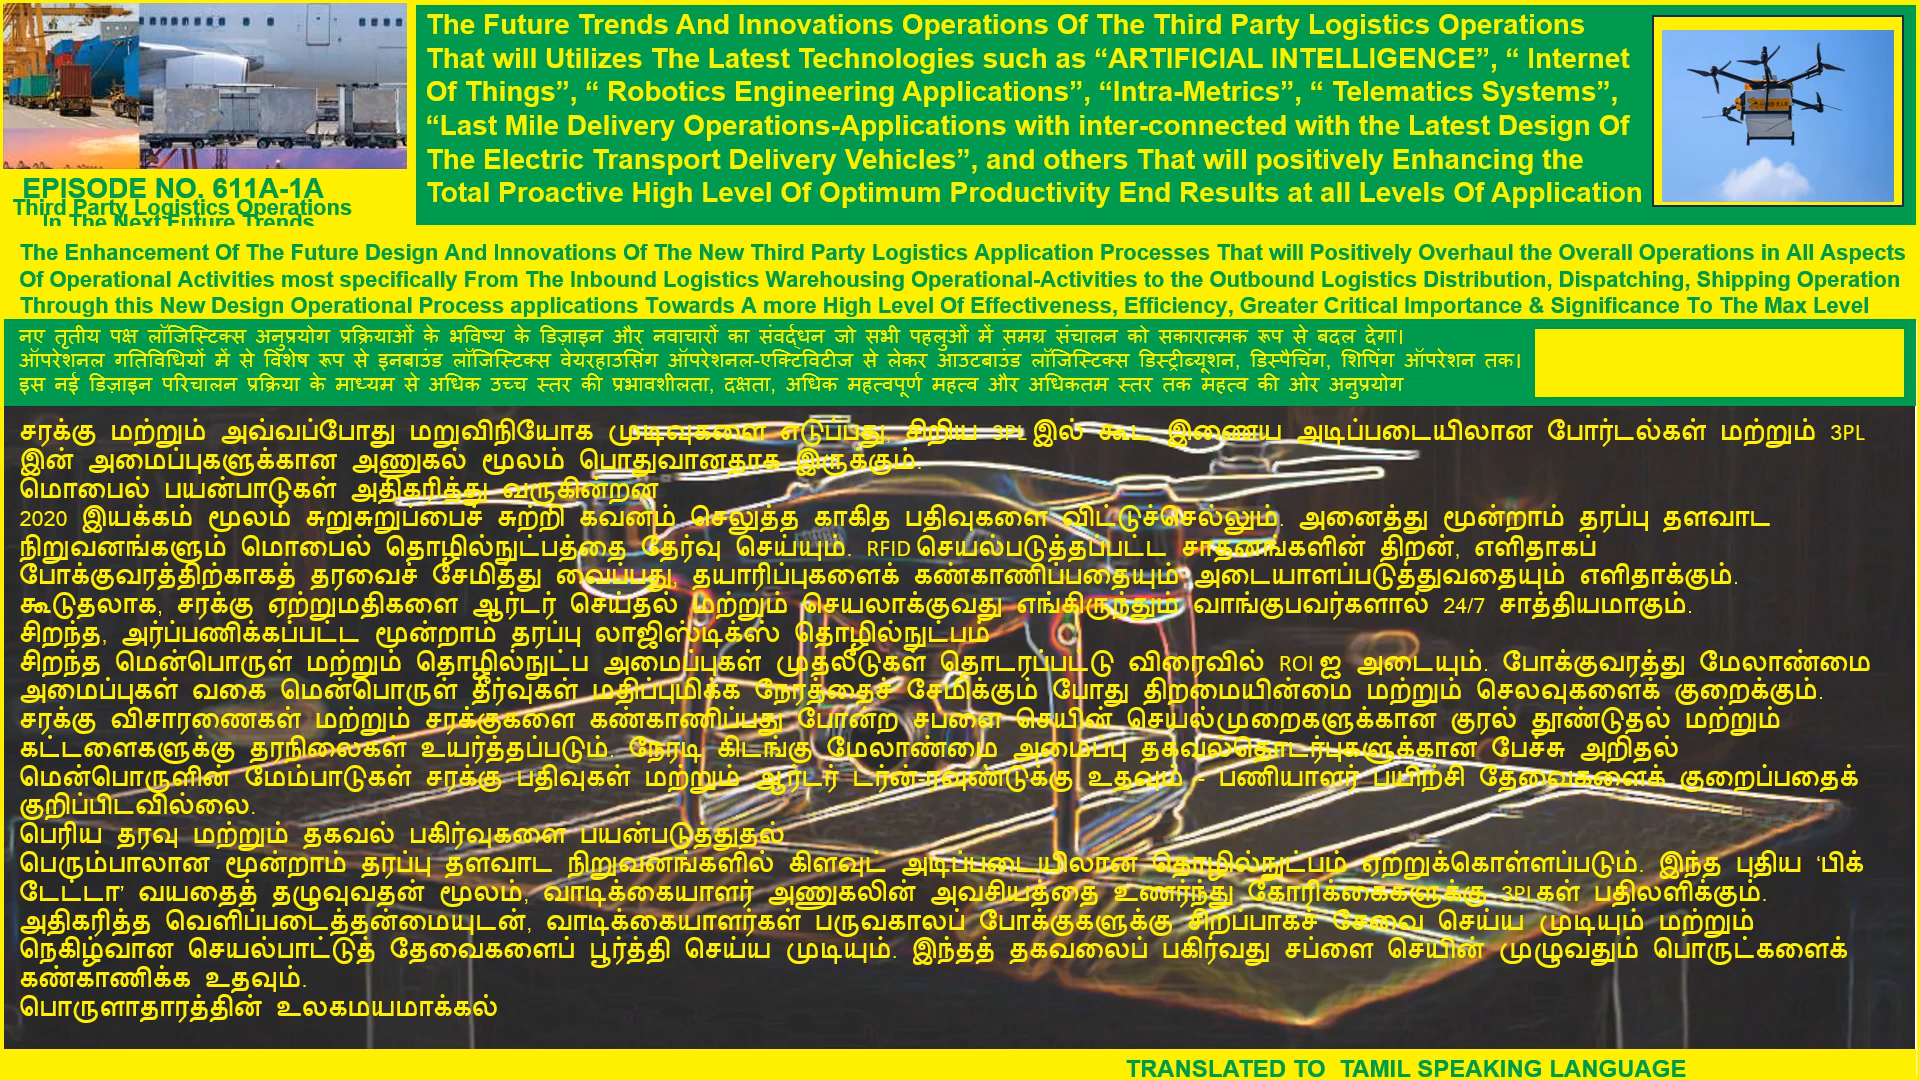 The Future Trends And Innovations Operations Of The Third Party Logistics Operations
That will Utilizes The Latest Technologies such as “ARTIFICIAL INTELLIGENCE”, “ Internet
Of Things”, “ Robotics Engineering Applications”, “Intra-Metrics”, “ Telematics Systems”,
“Last Mile Delivery Operations-Applications with inter-connected with the Latest Design Of
The Electric Transport Delivery Vehicles”, and others That will positively Enhancing the
Total Proactive High Level Of Optimum Productivity End Results at all Levels Of Application
EPISODE NO. 611A-1A
Third Party Logistics Operations
In The Next Future Trends
The Enhancement Of The Future Design And Innovations Of The New Third Party Logistics Application Processes That will Positively Overhaul the Overall Operations in All Aspects
Of Operational Activities most specifically From The Inbound Logistics Warehousing Operational-Activities to the Outbound Logistics Distribution, Dispatching, Shipping Operation
Through this New Design Operational Process applications Towards A more High Level Of Effectiveness, Efficiency, Greater Critical Importance & Significance To The Max Level
नए तृतीय पक्ष लॉजिस्टिक्स अनुप्रयोग प्रक्रियाओं के भविष्य के डिज़ाइन और नवाचारों का संवर्द्धन जो सभी पहलुओं में समग्र संचालन को सकारात्मक रूप से बदल देगा।
ऑपरेशनल गतिविधियों में से विशेष रूप से इनबाउंड लॉजिस्टिक्स वेयरहाउसिंग ऑपरेशनल-एक्टिविटीज से लेकर आउटबाउंड लॉजिस्टिक्स डिस्ट्रीब्यूशन, डिस्पैचिंग, शिपिंग ऑपरेशन तक।
इस नई डिज़ाइन परिचालन प्रक्रिया के माध्यम से अधिक उच्च स्तर की प्रभावशीलता, दक्षता, अधिक महत्वपूर्ण महत्व और अधिकतम स्तर तक महत्व की ओर अनुप्रयोग
சரக்கு மற்றும் அவ்வப்போது மறுவிநியோக முடிவுகளை எடுப்பது, சிறிய 3PL இல் கூட இணைய அடிப்படையிலான போர்டல்கள் மற்றும் 3PL
இன் அமைப்புகளுக்கான அணுகல் மூலம் பொதுவானதாக இருக்கும்.
மொபைல் பயன்பாடுகள் அதிகரித்து வருகின்றன
2020 இயக்கம் மூலம் சுறுசுறுப்பைச் சுற்றி கவனம் செலுத்த காகித பதிவுகளை விட்டுச்செல்லும். அனைத்து மூன்றாம் தரப்பு தளவாட
நிறுவனங்களும் மொபைல் தொழில்நுட்பத்தை தேர்வு செய்யும். RFID செயல்படுத்தப்பட்ட சாதனங்களின் திறன், எளிதாகப்
போக்குவரத்திற்காகத் தரவைச் சேமித்து வைப்பது, தயாரிப்புகளைக் கண்காணிப்பதையும் அடையாளப்படுத்துவதையும் எளிதாக்கும்.
கூடுதலாக, சரக்கு ஏற்றுமதிகளை ஆர்டர் செய்தல் மற்றும் செயலாக்குவது எங்கிருந்தும் வாங்குபவர்களால் 24/7 சாத்தியமாகும்.
சிறந்த, அர்ப்பணிக்கப்பட்ட மூன்றாம் தரப்பு லாஜிஸ்டிக்ஸ் தொழில்நுட்பம்
சிறந்த மென்பொருள் மற்றும் தொழில்நுட்ப அமைப்புகள் முதலீடுகள் தொடரப்பட்டு விரைவில் ROI ஐ அடையும். போக்குவரத்து மேலாண்மை
அமைப்புகள் வகை மென்பொருள் தீர்வுகள் மதிப்புமிக்க நேரத்தைச் சேமிக்கும் போது திறமையின்மை மற்றும் செலவுகளைக் குறைக்கும்.
சரக்கு விசாரணைகள் மற்றும் சரக்குகளை கண்காணிப்பது போன்ற சப்ளை செயின் செயல்முறைகளுக்கான குரல் தூண்டுதல் மற்றும்
கட்டளைகளுக்கு தரநிலைகள் உயர்த்தப்படும். நேரடி கிடங்கு மேலாண்மை அமைப்பு தகவல்தொடர்புகளுக்கான பேச்சு அறிதல்
மென்பொருளின் மேம்பாடுகள் சரக்கு பதிவுகள் மற்றும் ஆர்டர் டர்ன்-ரவுண்டுக்கு உதவும் - பணியாளர் பயிற்சி தேவைகளைக் குறைப்பதைக்
குறிப்பிடவில்லை.
பெரிய தரவு மற்றும் தகவல் பகிர்வுகளை பயன்படுத்துதல்
பெரும்பாலான மூன்றாம் தரப்பு தளவாட நிறுவனங்களில் கிளவுட் அடிப்படையிலான தொழில்நுட்பம் ஏற்றுக்கொள்ளப்படும். இந்த புதிய ‘பிக்
டேட்டா’ வயதைத் தழுவுவதன் மூலம், வாடிக்கையாளர் அணுகலின் அவசியத்தை உணர்ந்து கோரிக்கைகளுக்கு 3PLகள் பதிலளிக்கும்.
அதிகரித்த வெளிப்படைத்தன்மையுடன், வாடிக்கையாளர்கள் பருவகாலப் போக்குகளுக்கு சிறப்பாகச் சேவை செய்ய முடியும் மற்றும்
நெகிழ்வான செயல்பாட்டுத் தேவைகளைப் பூர்த்தி செய்ய முடியும். இந்தத் தகவலைப் பகிர்வது சப்ளை செயின் முழுவதும் பொருட்களைக்
கண்காணிக்க உதவும்.
பொருளாதாரத்தின் உலகமயமாக்கல்
TRANSLATED TO TAMIL SPEAKING LANGUAGE